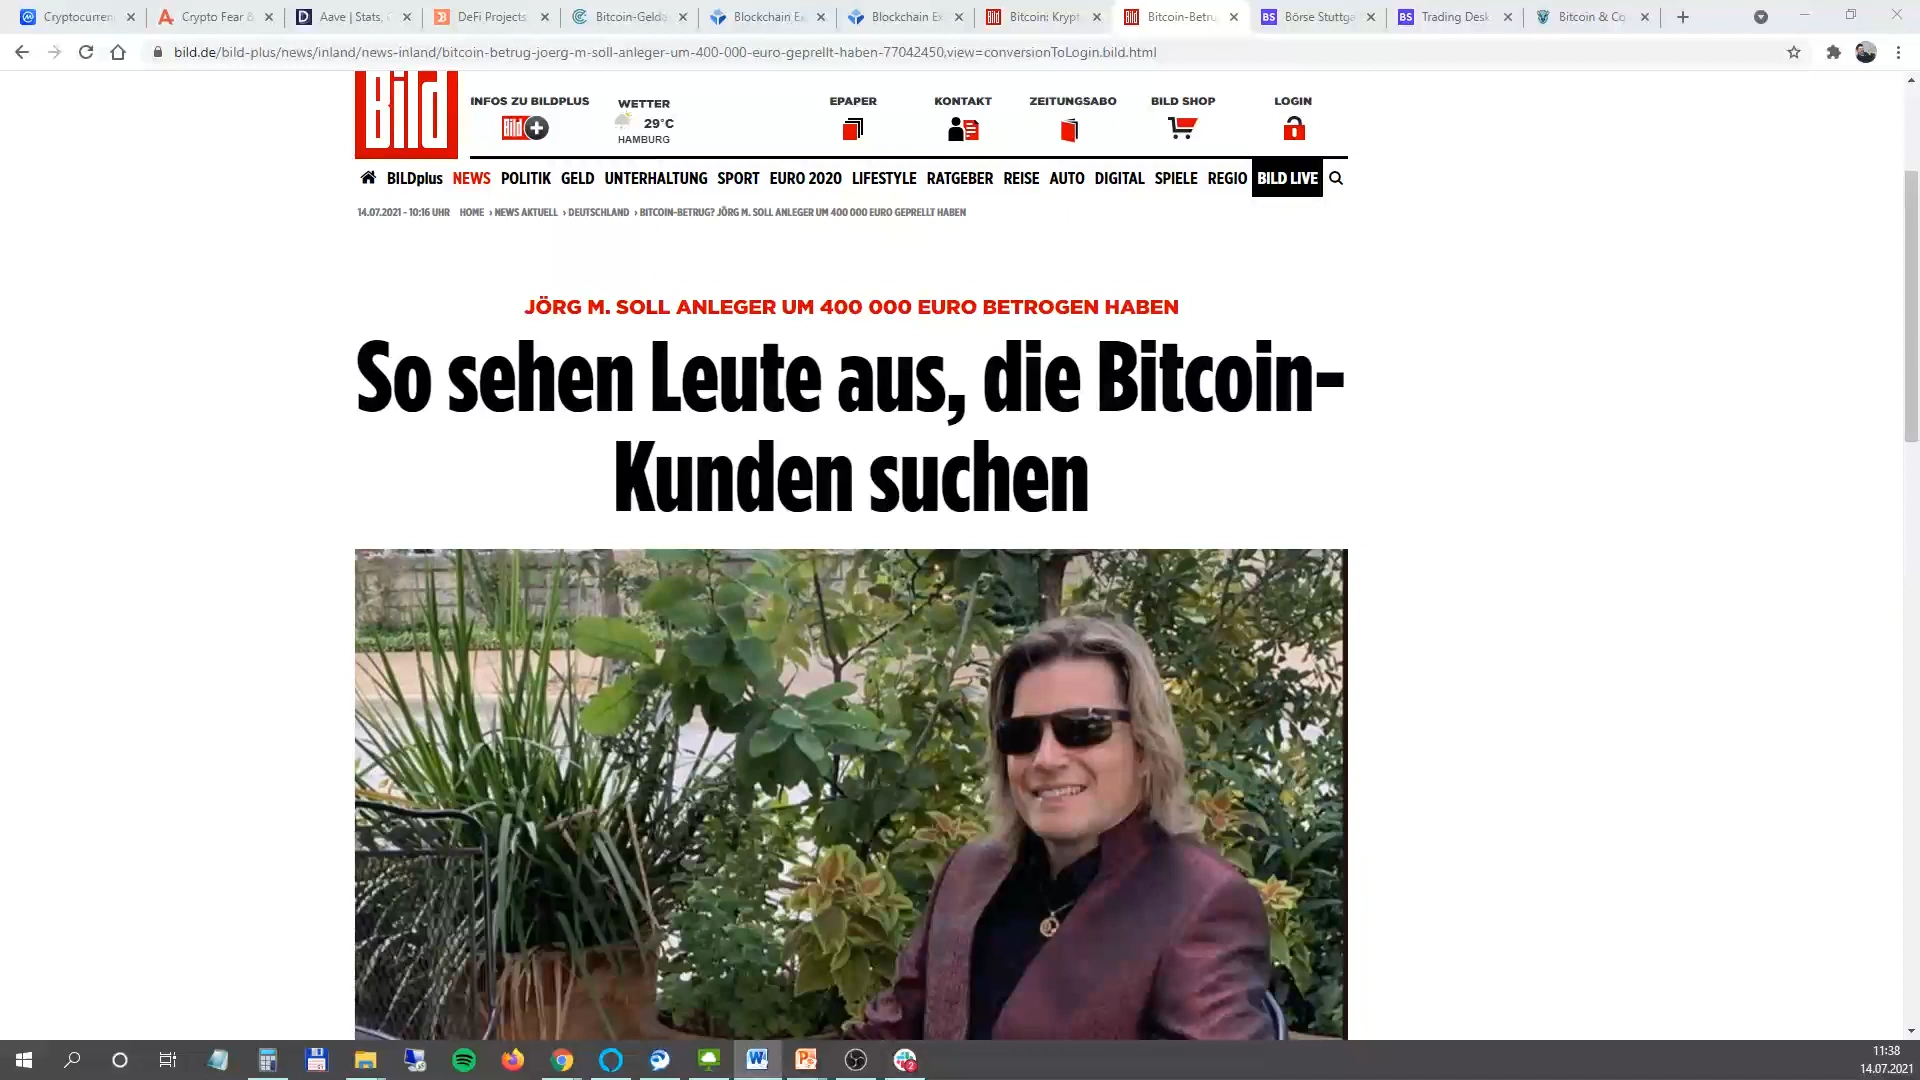 Cryptocurren
Crypto Fear &
Aave | Stats,
DeFi Projects
Bitcoin-Gelda
Blockchain Ex
Blockchain Ex
Bitcoin: Krypt
Bitcoin-Betru
BS Börse Stuttga
BS Trading Desk
Bitcoin & Co
bild.de/bild-plus/news/inland/news-inland/bitcoin-betrug-joerg-m-soll-anleger-um-400-000-euro-geprellt-haben-77042450,view=conversionToLogin.bild.html
Bild
INFOS ZU BILDPLUS
Bild+
WETTER
29°C
HAMBURG
EPAPER
KONTAKT
ZEITUNGSABO
BILD SHOP
LOGIN
BILDplus NEWS POLITIK GELD UNTERHALTUNG SPORT EURO 2020 LIFESTYLE RATGEBER REISE AUTO DIGITAL SPIELE REGIO BILD LIVE
14.07.2021 - 10:16 UHR HOME › NEWS AKTUELL › DEUTSCHLAND › BITCOIN-BETRUG? JÖRG M. SOLL ANLEGER UM 400 000 EURO GEPRELLT HABEN
JÖRG M. SOLL ANLEGER UM 400 000 EURO BETROGEN HABEN
So sehen Leute aus, die Bitcoin-
Kunden suchen
11:38
14.07.2021